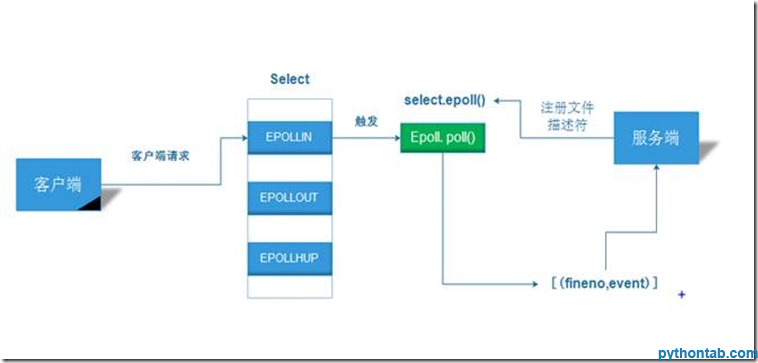 Select
客户端
客户端请求
EPOLLIN
EPOLLOUT
EPOLLHUP
触发
select.epoll()
Epoll. poll()
注册文件
描述符
服务端
[(fineno,event)]
pythontab.com